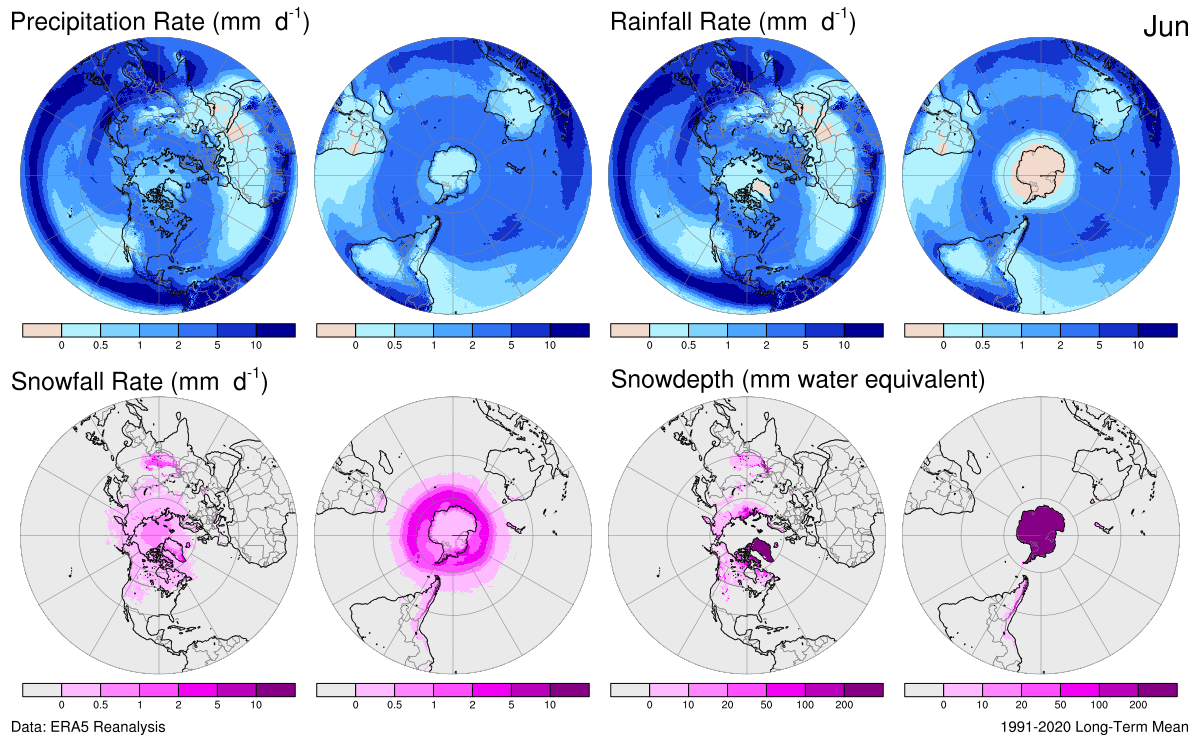 Precipitation Rate (mm d-1)
Rainfall Rate (mm d-1)
Jun
0 0.5 1 2 5 10
0 0.5 1 2 5 10
0 0.5 1 2 5 10
0 0.5 1 2 5 10
Snowfall Rate (mm d-1)
Snowdepth (mm water equivalent)
0 0.5 1 2 5 10
0 0.5 1 2 5 10
0 10 20 50 100 200
0 10 20 50 100 200
Data: ERA5 Reanalysis
1991-2020 Long-Term Mean